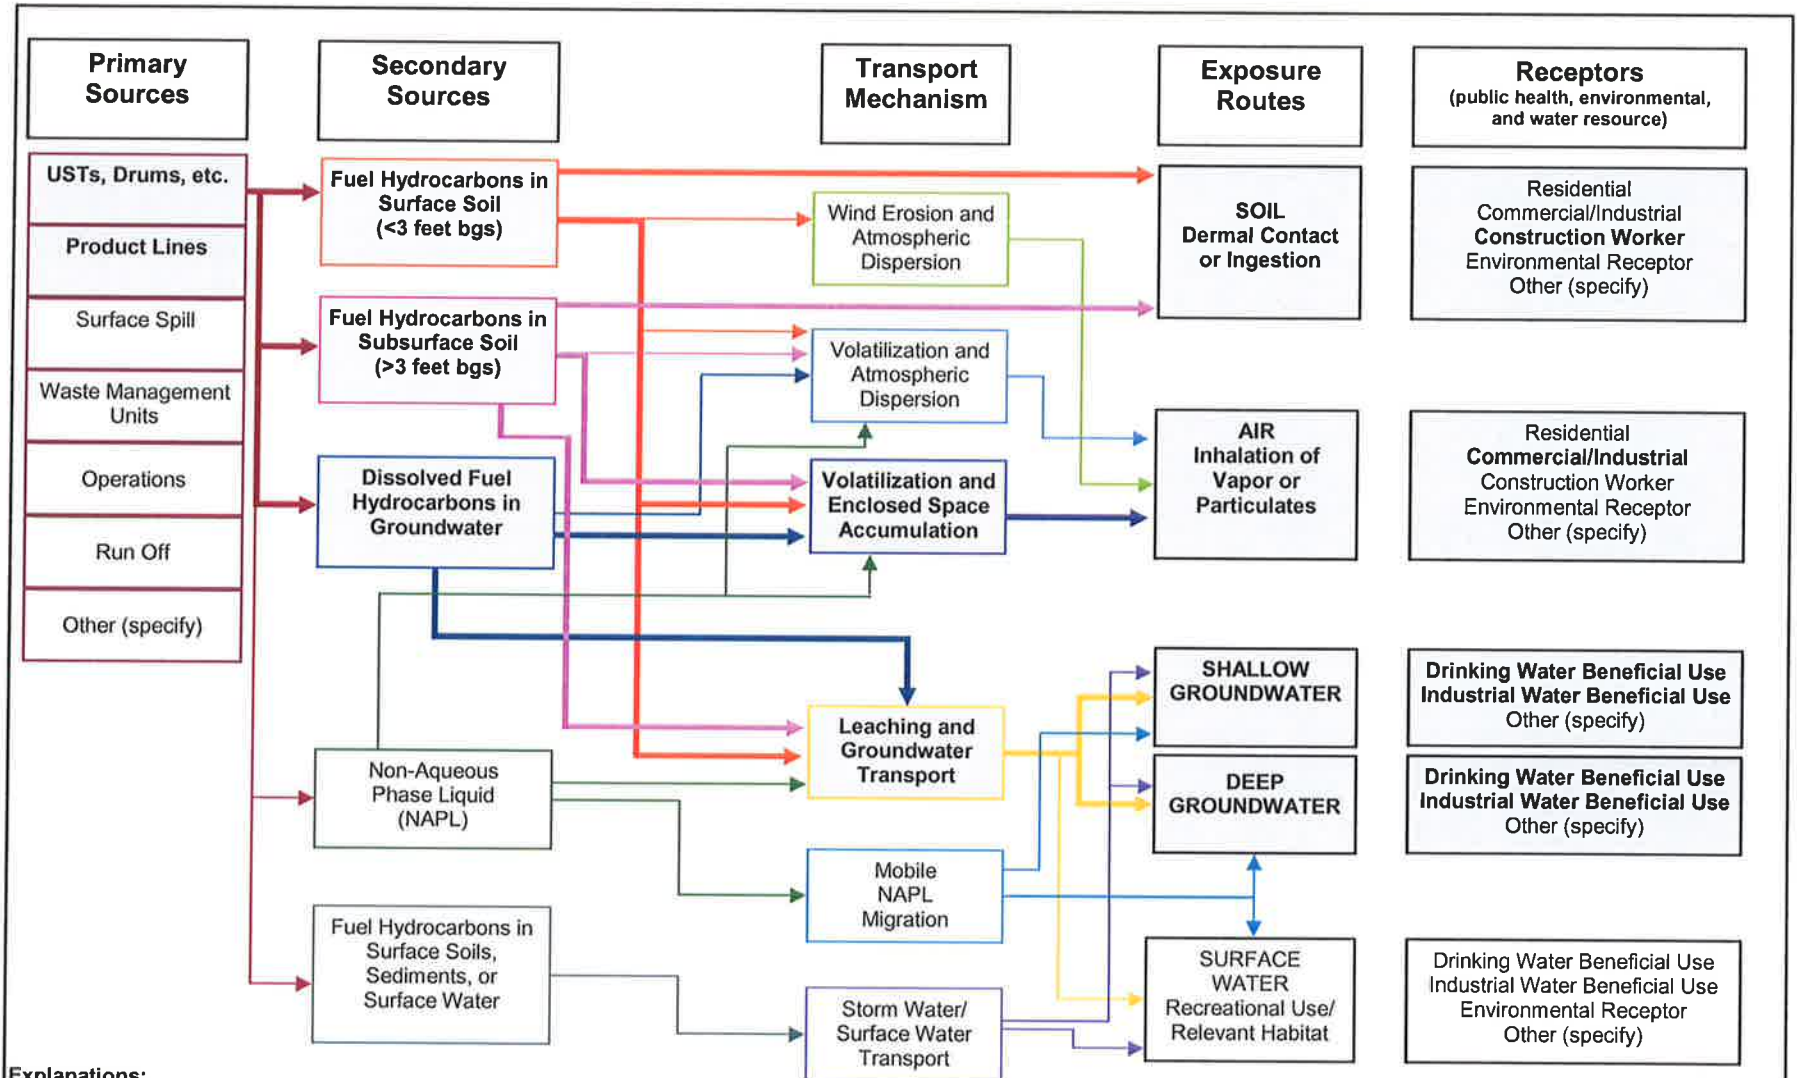 Primary
Sources
Secondary
Sources
Transport
Mechanism
Exposure
Routes
Receptors
(public health, environmental,
and water resource)
USTs, Drums, etc.
Product Lines
Surface Spill
Waste Management
Units
Operations
Run Off
Other (specify)
Fuel Hydrocarbons in
Surface Soil
(<3 feet bgs)
Fuel Hydrocarbons in
Subsurface Soil
(>3 feet bgs)
Dissolved Fuel
Hydrocarbons in
Groundwater
Non-Aqueous
Phase Liquid
(NAPL)
Fuel Hydrocarbons in
Surface Soils,
Sediments, or
Surface Water
Wind Erosion and
Atmospheric
Dispersion
Volatilization and
Atmospheric
Dispersion
Volatilization and
Enclosed Space
Accumulation
Leaching and
Groundwater
Transport
Mobile
NAPL
Migration
Storm Water/
Surface Water
Transport
SOIL
Dermal Contact
or Ingestion
AIR
Inhalation of
Vapor or
Particulates
SHALLOW
GROUNDWATER
DEEP
GROUNDWATER
SURFACE
WATER
Recreational Use/
Relevant Habitat
Residential
Commercial/Industrial
Construction Worker
Environmental Receptor
Other (specify)
Residential
Commercial/Industrial
Construction Worker
Environmental Receptor
Other (specify)
Drinking Water Beneficial Use
Industrial Water Beneficial Use
Other (specify)
Drinking Water Beneficial Use
Industrial Water Beneficial Use
Other (specify)
Drinking Water Beneficial Use
Industrial Water Beneficial Use
Environmental Receptor
Other (specify)
Explanations: